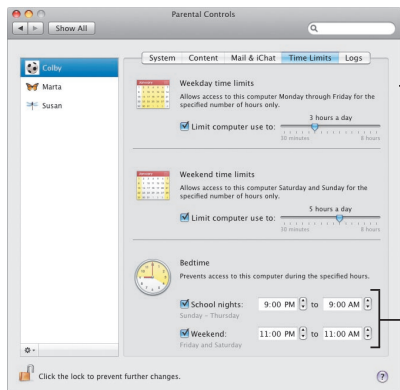 Parental Controls
Show All
System Content Mail & iChat Time Limits Logs
Colby
Marta
Susan
Weekday time limits
Allows access to this computer Monday through Friday for the
specified number of hours only.
Limit computer use to:
3 hours a day
30 minutes 8 hours
Weekend time limits
Allows access to this computer Saturday and Sunday for the
specified number of hours only.
Limit computer use to:
5 hours a day
30 minutes 8 hours
Bedtime
Prevents access to this computer during the specified hours.
School nights: 9:00 PM to 9:00 AM
Sunday – Thursday
Weekend: 11:00 PM to 11:00 AM
Friday and Saturday
Click the lock to prevent further changes.
?